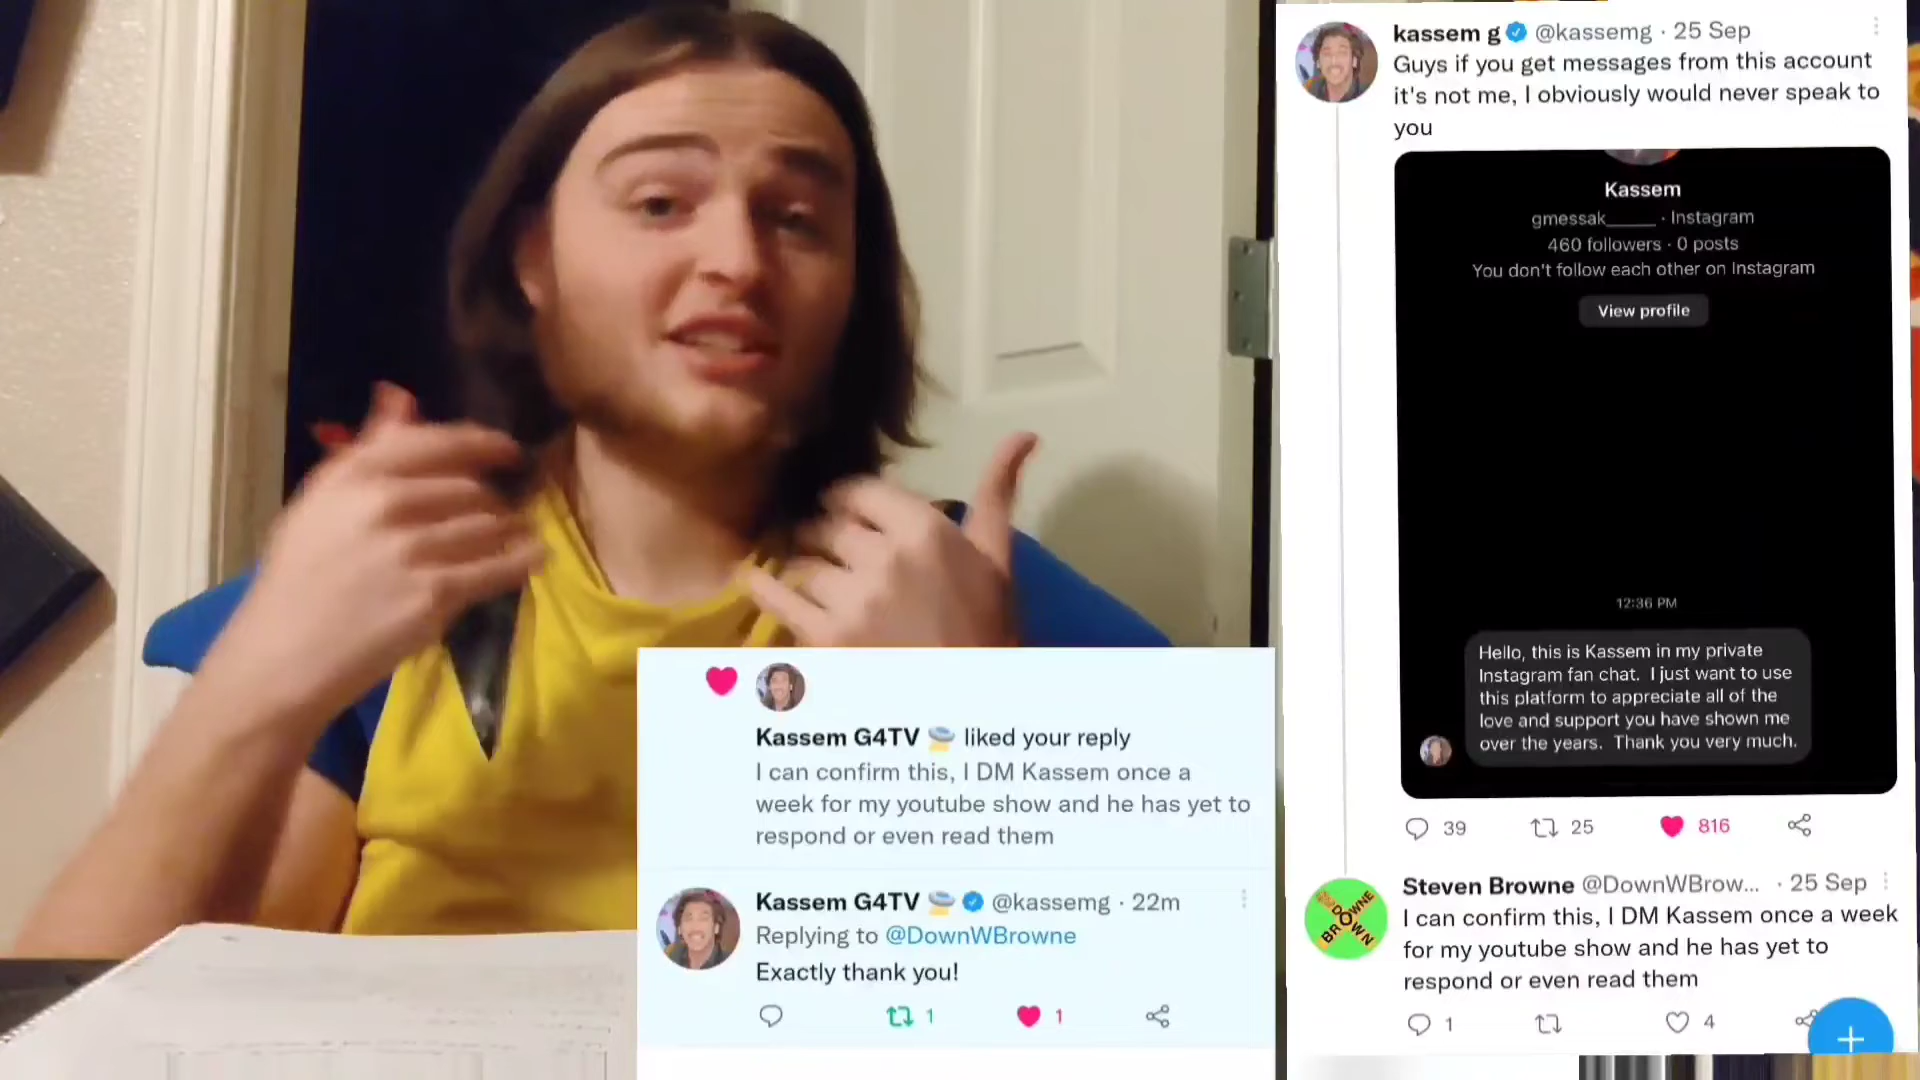 kassem g @kassemg · 25 Sep
Guys if you get messages from this account
it's not me, I obviously would never speak to
you
Kassem
gmessak_____ · Instagram
460 followers · 0 posts
You don't follow each other on Instagram
View profile
12:36 PM
Hello, this is Kassem in my private
Instagram fan chat. I just want to use
this platform to appreciate all of the
love and support you have shown me
over the years. Thank you very much.
39 25 816
Steven Browne @DownWBrow... · 25 Sep
I can confirm this, I DM Kassem once a week
for my youtube show and he has yet to
respond or even read them
1 4
DOWNE
BROWN
Kassem G4TV liked your reply
I can confirm this, I DM Kassem once a
week for my youtube show and he has yet to
respond or even read them
Kassem G4TV @kassemg · 22m
Replying to @DownWBrowne
Exactly thank you!
1 1